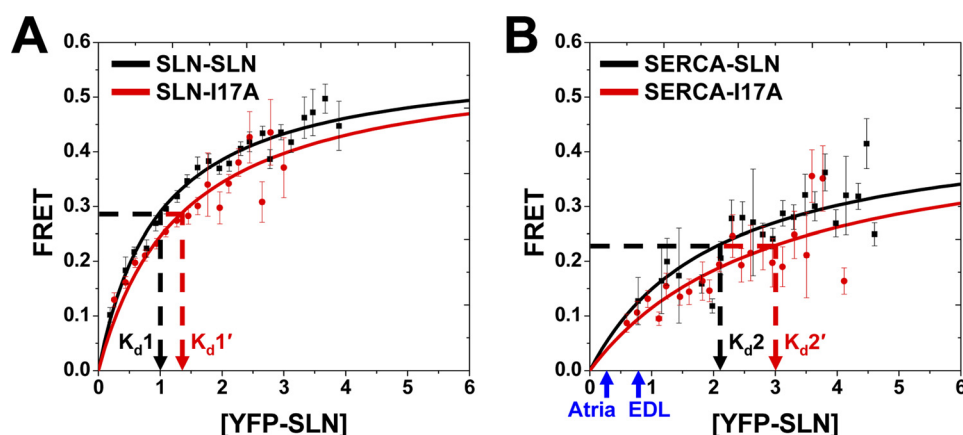 A
0.6
0.5
0.4
0.3
0.2
0.1
0.0
FRET
SLN-SLN
SLN-I17A
Kd1
Kd1′
0 1 2 3 4 5 6
[YFP-SLN]
B
0.6
0.5
0.4
0.3
0.2
0.1
0.0
FRET
SERCA-SLN
SERCA-I17A
Kd2
Kd2′
0 1 2 3 4 5 6
Atria EDL
[YFP-SLN]